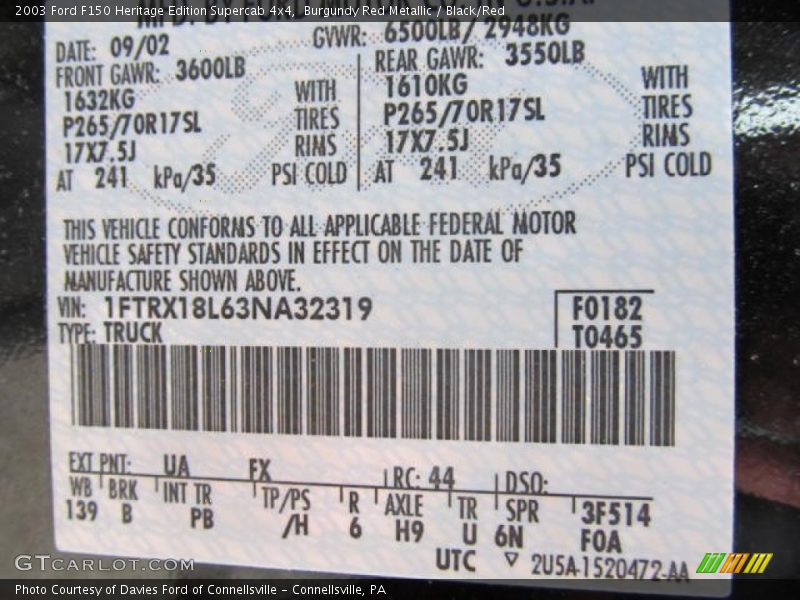 2003 Ford F150 Heritage Edition Supercab 4x4, Burgundy Red Metallic / Black/Red
DATE: 09/02 GVWR: 6500LB/ 2948KG
FRONT GAWR: 3600LB REAR GAWR: 3550LB
1632KG WITH 1610KG WITH
P265/70R17SL TIRES P265/70R17SL TIRES
17X7.5J RIMS 17X7.5J RIMS
AT 241 kPa/35 PSI COLD AT 241 kPa/35 PSI COLD
THIS VEHICLE CONFORMS TO ALL APPLICABLE FEDERAL MOTOR
VEHICLE SAFETY STANDARDS IN EFFECT ON THE DATE OF
MANUFACTURE SHOWN ABOVE.
VIN: 1FTRX18L63NA32319 F0182
TYPE: TRUCK T0465
EXT PNT: UA FX RC: 44 DSO:
WB BRK INT TR TP/PS R AXLE TR SPR 3F514
139 B PB /H 6 H9 U 6N F0A
UTC ▽ 2U5A-1520472-AA
GTCARLOT.COM
Photo Courtesy of Davies Ford of Connellsville – Connellsville, PA